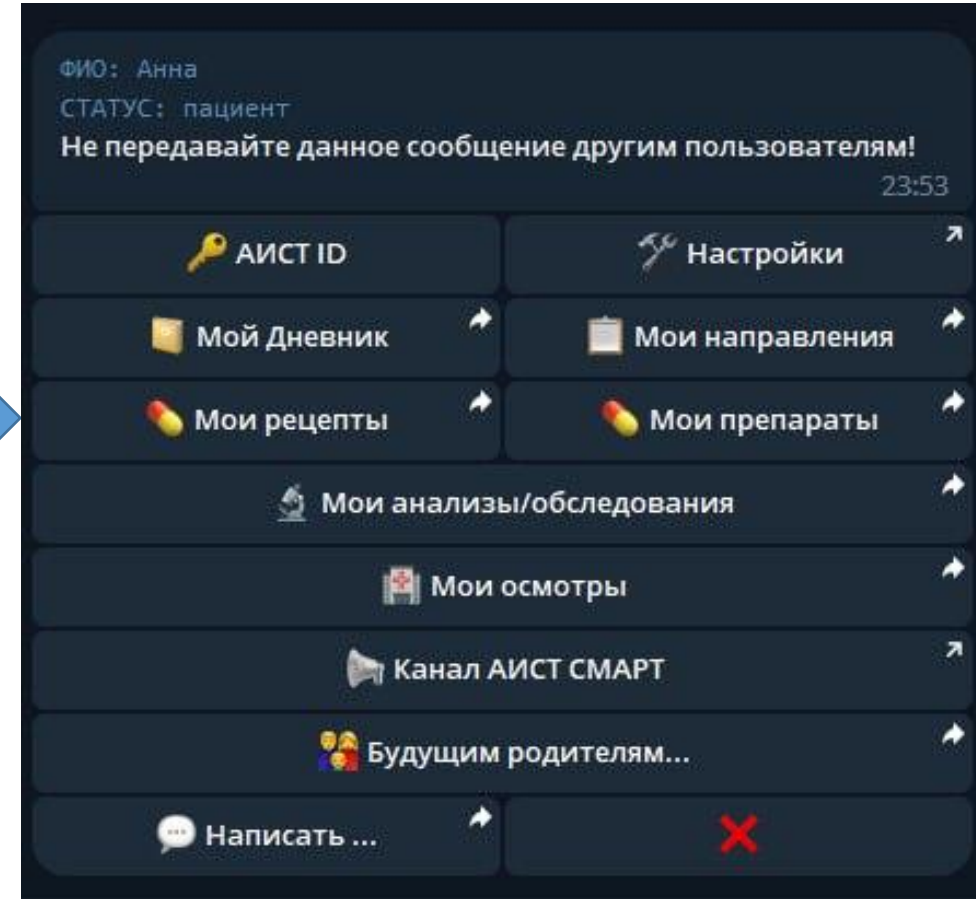 ФИО: Анна
СТАТУС: пациент
Не передавайте данное сообщение другим пользователям!
23:53
АИСТ ID
Настройки
Мой Дневник
Мои направления
Мои рецепты
Мои препараты
Мои анализы/обследования
Мои осмотры
Канал АИСТ СМАРТ
Будущим родителям...
Написать ...